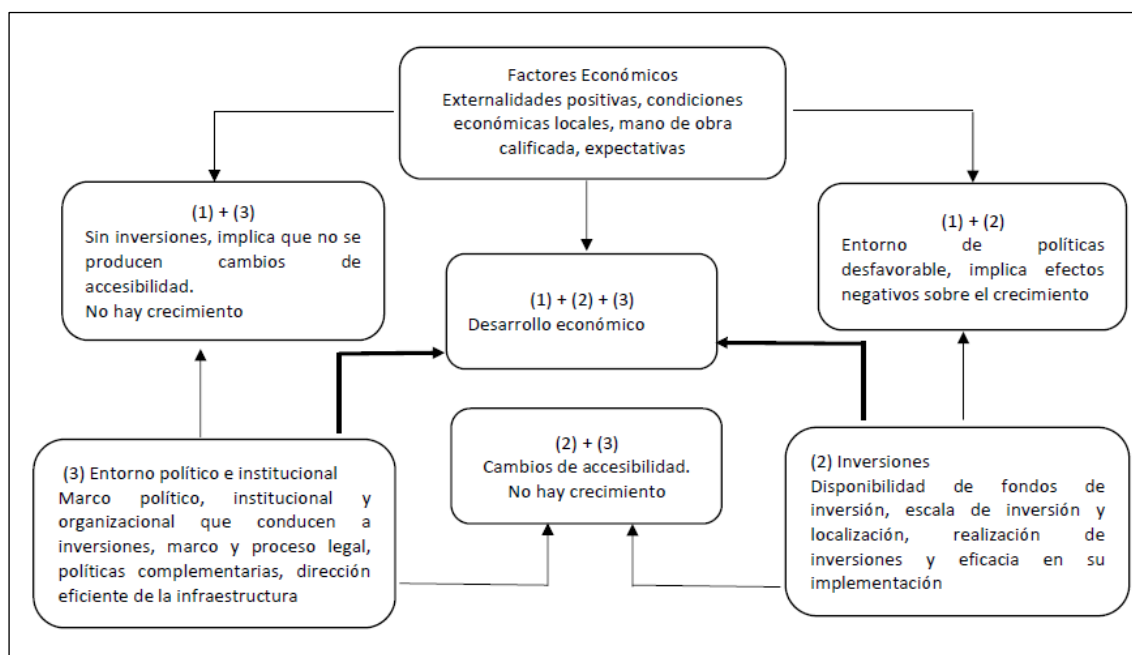 Factores Económicos
Externalidades positivas, condiciones
económicas locales, mano de obra
calificada, expectativas
(1) + (3)
Sin inversiones, implica que no se
producen cambios de
accesibilidad.
No hay crecimiento
(1) + (2)
Entorno de políticas
desfavorable, implica efectos
negativos sobre el crecimiento
(1) + (2) + (3)
Desarrollo económico
(2) + (3)
Cambios de accesibilidad.
No hay crecimiento
(3) Entorno político e institucional
Marco político, institucional y
organizacional que conducen a
inversiones, marco y proceso legal,
políticas complementarias, dirección
eficiente de la infraestructura
(2) Inversiones
Disponibilidad de fondos de
inversión, escala de inversión y
localización, realización de
inversiones y eficacia en su
implementación